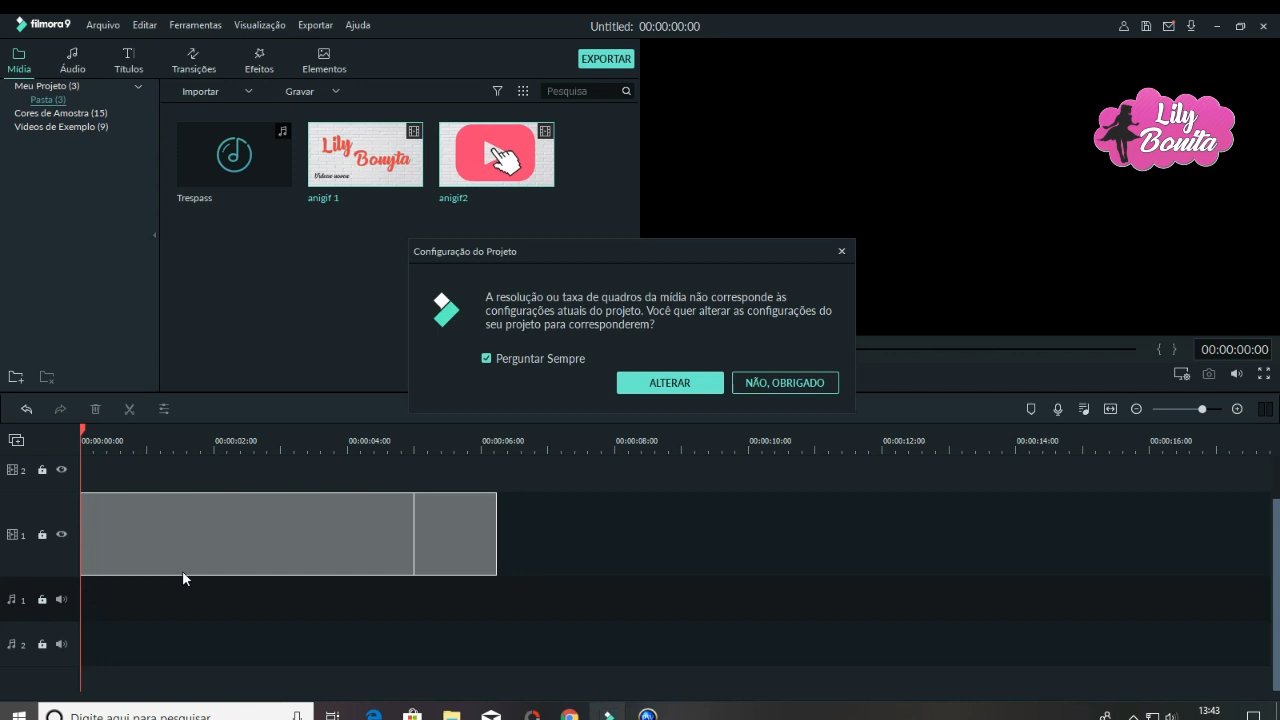 filmora9 Arquivo Editar Ferramentas Visualização Exportar Ajuda Untitled: 00:00:00:00
Mídia Áudio Títulos Transições Efeitos Elementos EXPORTAR
Meu Projeto (3)
Pasta (3)
Cores de Amostra (15)
Vídeos de Exemplo (9)
Importar Gravar Pesquisa
Lily
Bonyta
Vídeos novos
Trespass anigif 1 anigif2
Lily
Bonita
Configuração do Projeto
A resolução ou taxa de quadros da mídia não corresponde às
configurações atuais do projeto. Você quer alterar as configurações do
seu projeto para corresponderem?
Perguntar Sempre
ALTERAR NÃO, OBRIGADO
{ } 00:00:00:00
00:00:00:00 00:00:02:00 00:00:04:00 00:00:06:00 00:00:08:00 00:00:10:00 00:00:12:00 00:00:14:00 00:00:16:00
2
1
1
2
Digite aqui para pesquisar 13:43